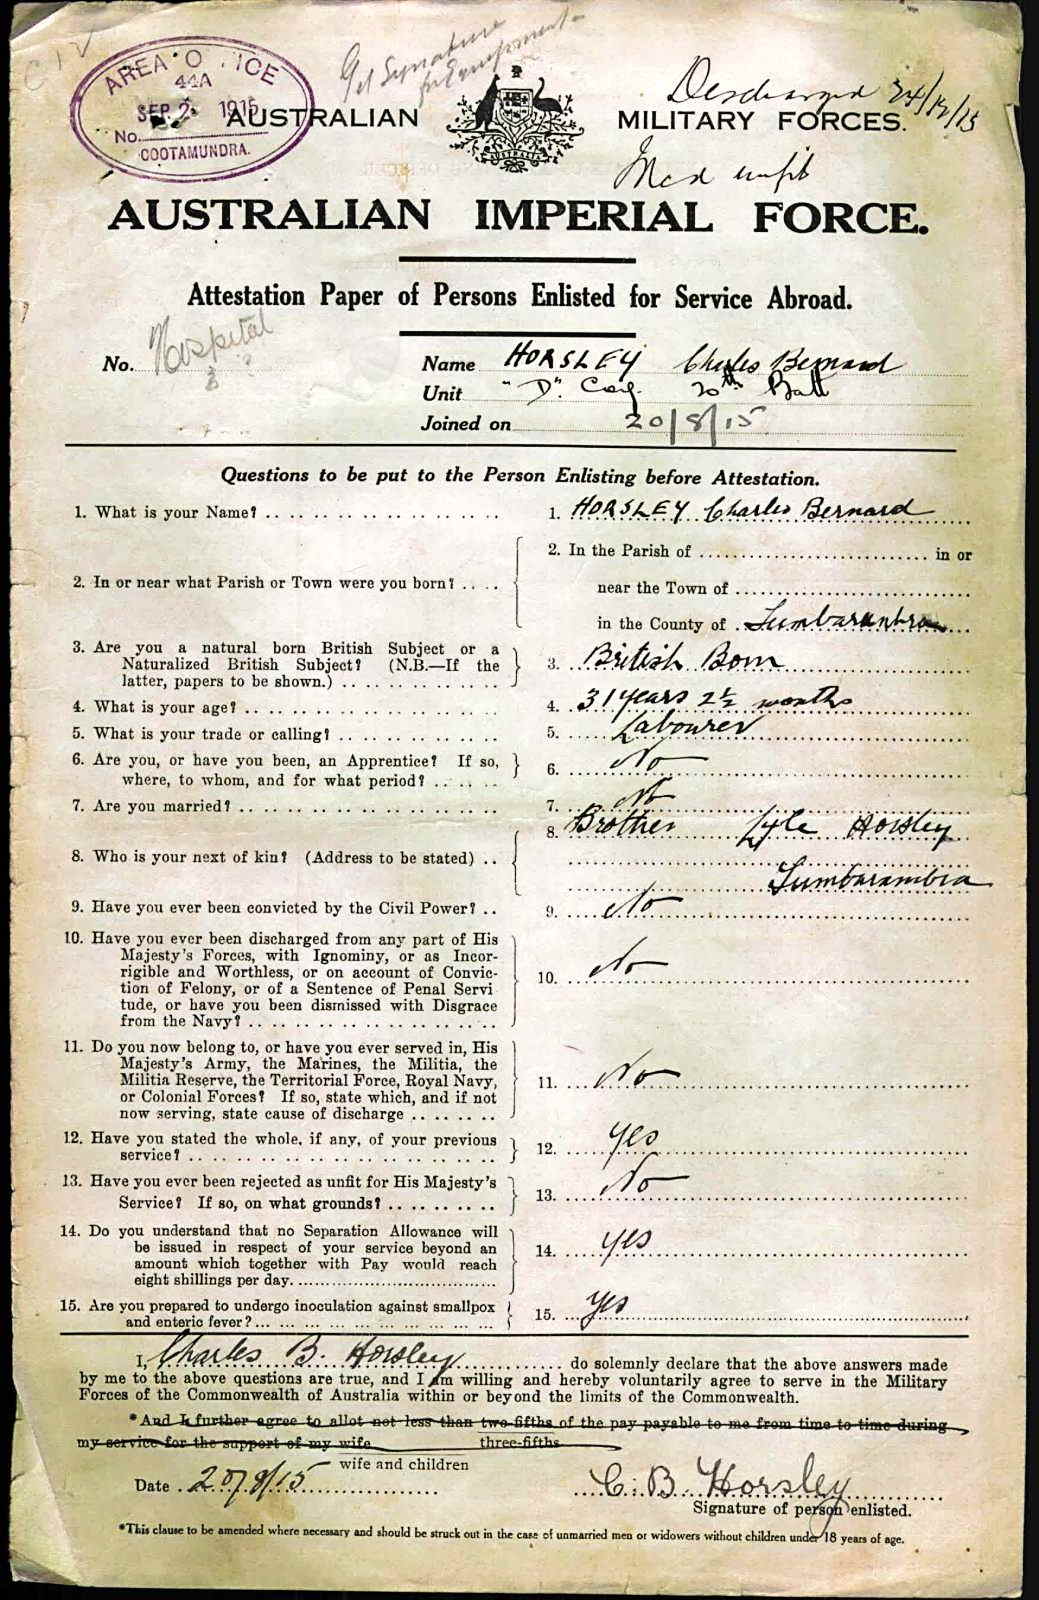 Get Signature
for Equipment
AREA OFFICE
44A
SEP 2 1915
No.
COOTAMUNDRA.
Discharged 24/12/15
AUSTRALIAN MILITARY FORCES.
AUSTRALIA
Med unfit
AUSTRALIAN IMPERIAL FORCE.
Attestation Paper of Persons Enlisted for Service Abroad.
No. Hospital
?
Name HORSLEY Charles Bernard
Unit "D". Coy. 20th Batt
Joined on 20/8/15
Questions to be put to the Person Enlisting before Attestation.
1. What is your Name? 1. HORSLEY Charles Bernard
2. In or near what Parish or Town were you born? 2. In the Parish of in or
near the Town of
in the County of Tumbarumbra
3. Are you a natural born British Subject or a
Naturalized British Subject? (N.B.—If the
latter, papers to be shown.) 3. British Born
4. What is your age? 4. 31 years 2½ months
5. What is your trade or calling? 5. Labourer
6. Are you, or have you been, an Apprentice? If so,
where, to whom, and for what period? 6. No
7. Are you married? 7. No
8. Who is your next of kin? (Address to be stated) 8. Brother Lyle Horsley
Tumbarumbra
9. Have you ever been convicted by the Civil Power? 9. No
10. Have you ever been discharged from any part of His
Majesty's Forces, with Ignominy, or as Incor-
rigible and Worthless, or on account of Convic-
tion of Felony, or of a Sentence of Penal Servi
tude, or have you been dismissed with Disgrace
from the Navy? 10. No
11. Do you now belong to, or have you ever served in, His
Majesty's Army, the Marines, the Militia, the
Militia Reserve, the Territorial Force, Royal Navy,
or Colonial Forces? If so, state which, and if not
now serving, state cause of discharge 11. No
12. Have you stated the whole, if any, of your previous
service? 12. yes
13. Have you ever been rejected as unfit for His Majesty's
Service? If so, on what grounds? 13. No
14. Do you understand that no Separation Allowance will
be issued in respect of your service beyond an
amount which together with Pay would reach
eight shillings per day. 14. yes
15. Are you prepared to undergo inoculation against smallpox
and enteric fever? 15. yes
I, Charles B. Horsley do solemnly declare that the above answers made
by me to the above questions are true, and I am willing and hereby voluntarily agree to serve in the Military
Forces of the Commonwealth of Australia within or beyond the limits of the Commonwealth.
*And I further agree to allot not less than two-fifths of the pay payable to me from time to time during
my service for the support of my wife three-fifths
wife and children
Date 20/8/15
C. B Horsley
Signature of person enlisted.
*This clause to be amended where necessary and should be struck out in the case of unmarried men or widowers without children under 18 years of age.